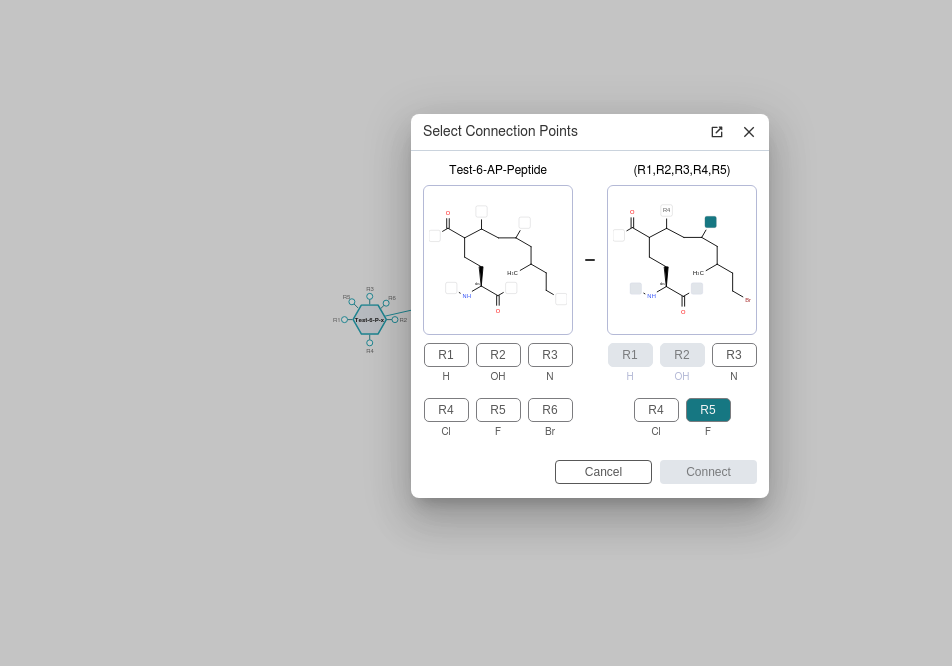 Select Connection Points
Test-6-AP-Peptide
(R1,R2,R3,R4,R5)
O
H₃C
NH
O
O
R4
H₃C
NH
O
Br
R3
R5
R6
R1
Test-6-P-x
R2
R4
R1 R2 R3
H OH N
R4 R5 R6
Cl F Br
R1 R2 R3
H OH N
R4 R5
Cl F
Cancel
Connect